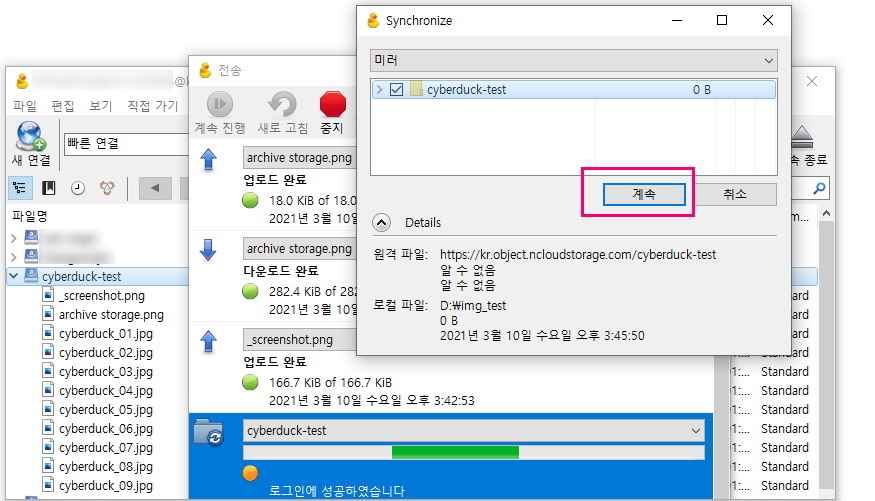 Synchronize
미러
cyberduck-test 0 B
계속 취소
Details
원격 파일: https://kr.object.ncloudstorage.com/cyberduck-test
알 수 없음
알 수 없음
로컬 파일: D:₩img_test
0 B
2021년 3월 10일 수요일 오후 3:45:50
전송
계속 진행 새로 고침 중지
archive storage.png
업로드 완료
18.0 KiB of 18.0
2021년 3월 10일
archive storage.png
다운로드 완료
282.4 KiB of 282
2021년 3월 10일
_screenshot.png
업로드 완료
166.7 KiB of 166.7 KiB
2021년 3월 10일 수요일 오후 3:42:53
cyberduck-test
로그인에 성공하였습니다
파일 편집 보기 직접 가기
새 연결
빠른 연결
속 종료
파일명
cyberduck-test
_screenshot.png
archive storage.png
cyberduck_01.jpg
cyberduck_02.jpg
cyberduck_03.jpg
cyberduck_04.jpg
cyberduck_05.jpg
cyberduck_06.jpg
cyberduck_07.jpg
cyberduck_08.jpg
cyberduck_09.jpg
01:... Standard
01:... Standard
01:... Standard
01:... Standard
01:... Standard
01:... Standard
01:... Standard